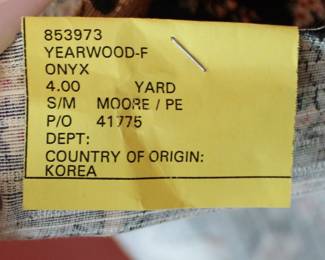 853973
YEARWOOD-F
ONYX
4.00 YARD
S/M MOORE / PE
P/O 41775
DEPT:
COUNTRY OF ORIGIN:
KOREA